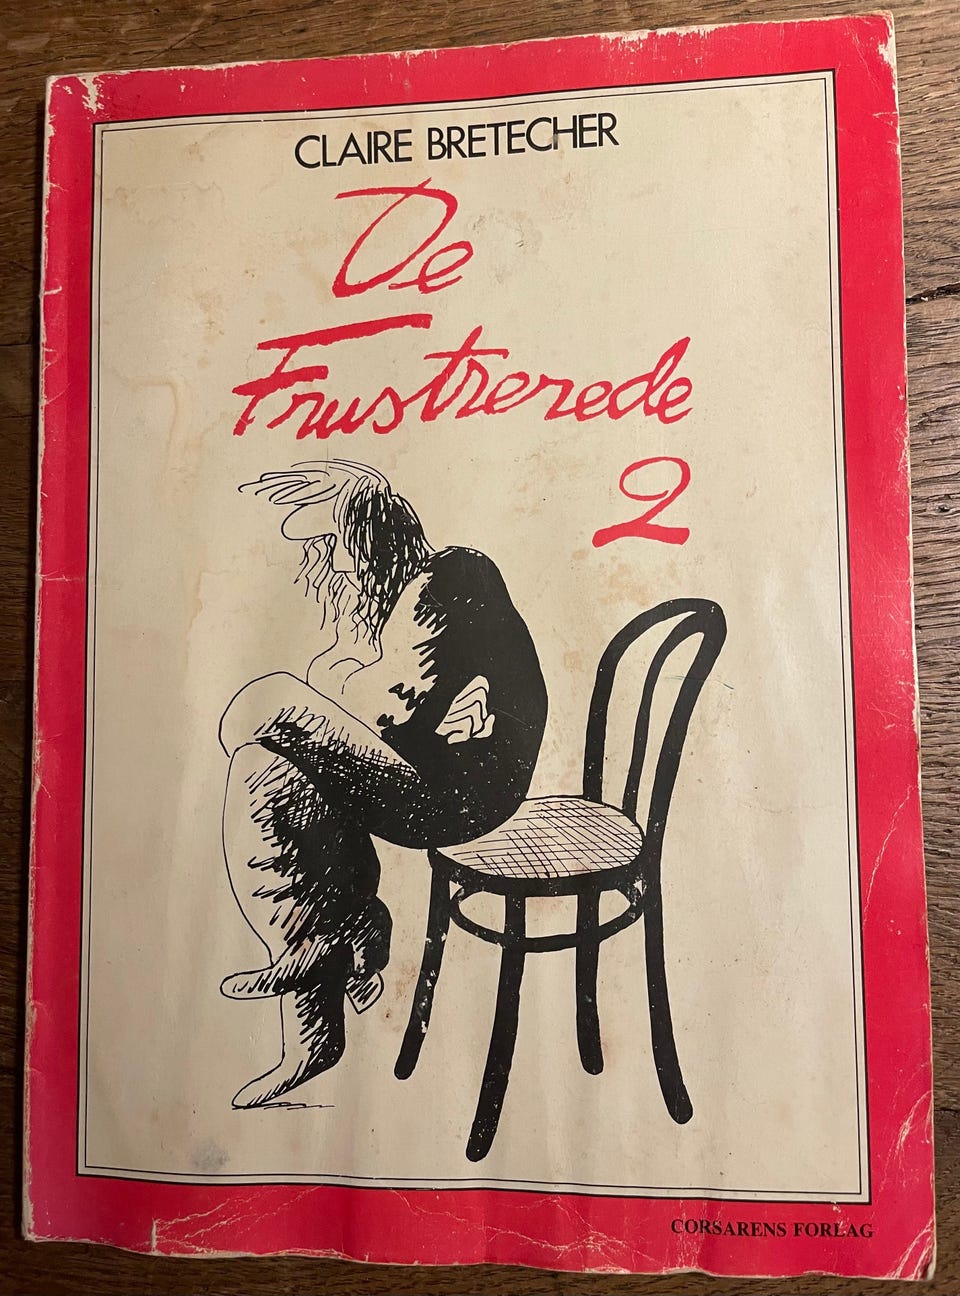 CLAIRE BRETECHER
De
Frustrerede
2
CORSARENS FORLAG